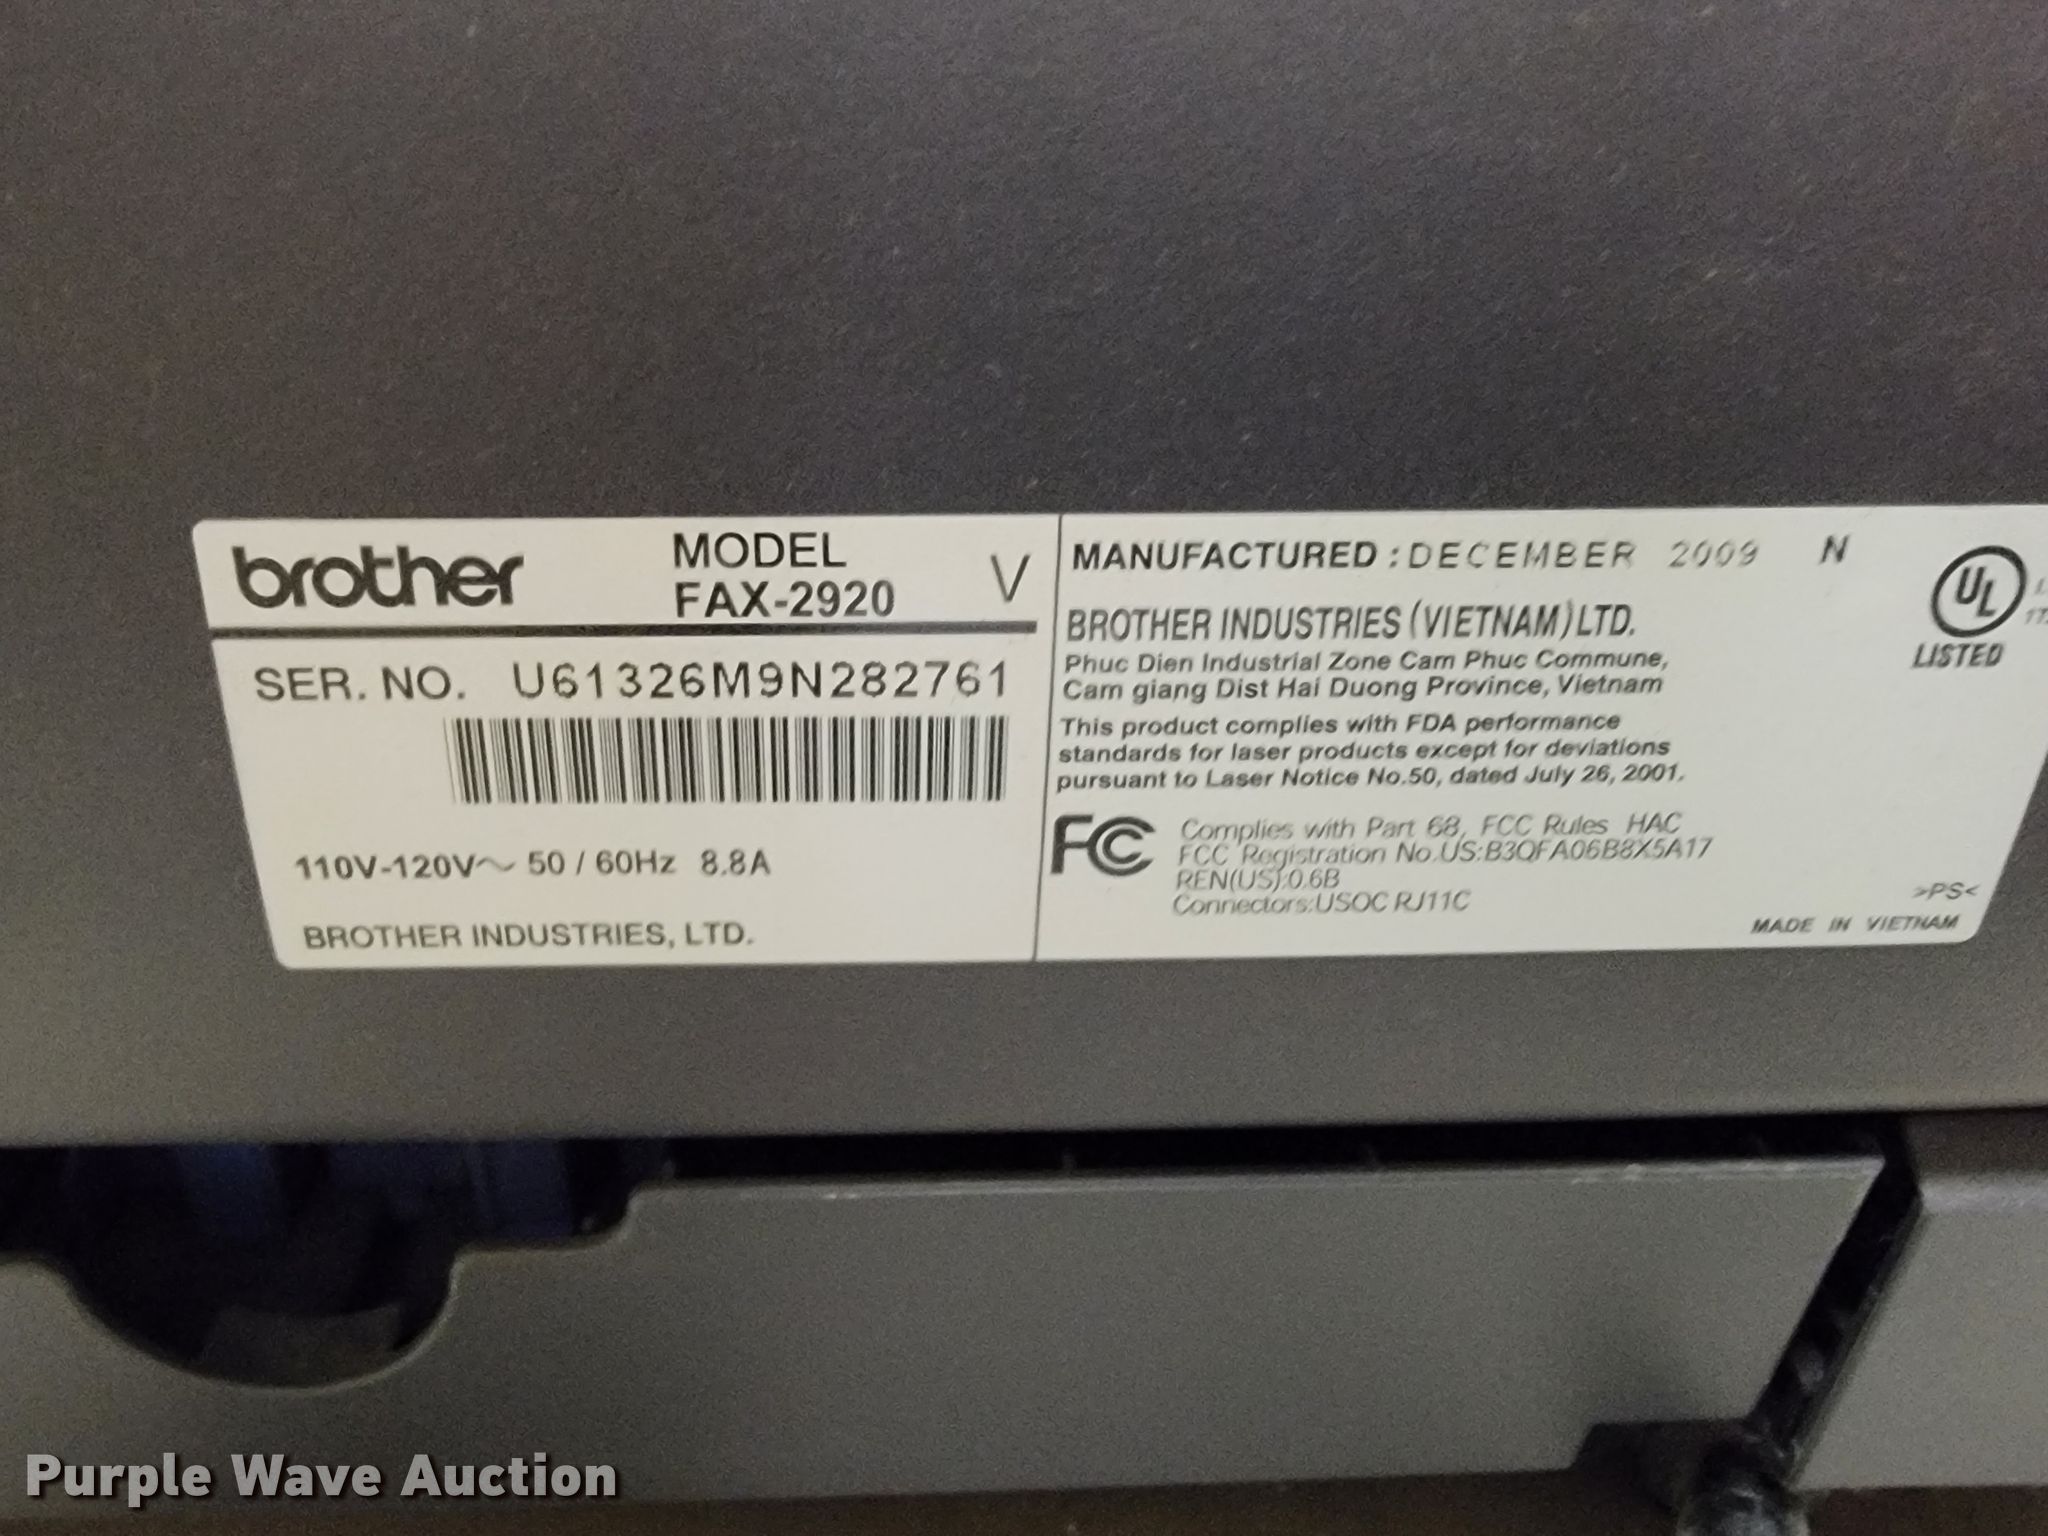 brother
MODEL
FAX-2920
V
SER. NO. U61326M9N282761
110V-120V~ 50 / 60Hz 8.8A
BROTHER INDUSTRIES, LTD.
MANUFACTURED : DECEMBER 2009 N
BROTHER INDUSTRIES (VIETNAM) LTD.
Phuc Dien Industrial Zone Cam Phuc Commune,
Cam giang Dist Hai Duong Province, Vietnam
This product complies with FDA performance
standards for laser products except for deviations
pursuant to Laser Notice No.50, dated July 26, 2001.
FC Complies with Part 68, FCC Rules HAC
FCC Registration No.US:B3QFA06B8X5A17
REN(US):0.6B
Connectors:USOC RJ11C
UL
LISTED
>PS<
MADE IN VIETNAM
Purple Wave Auction